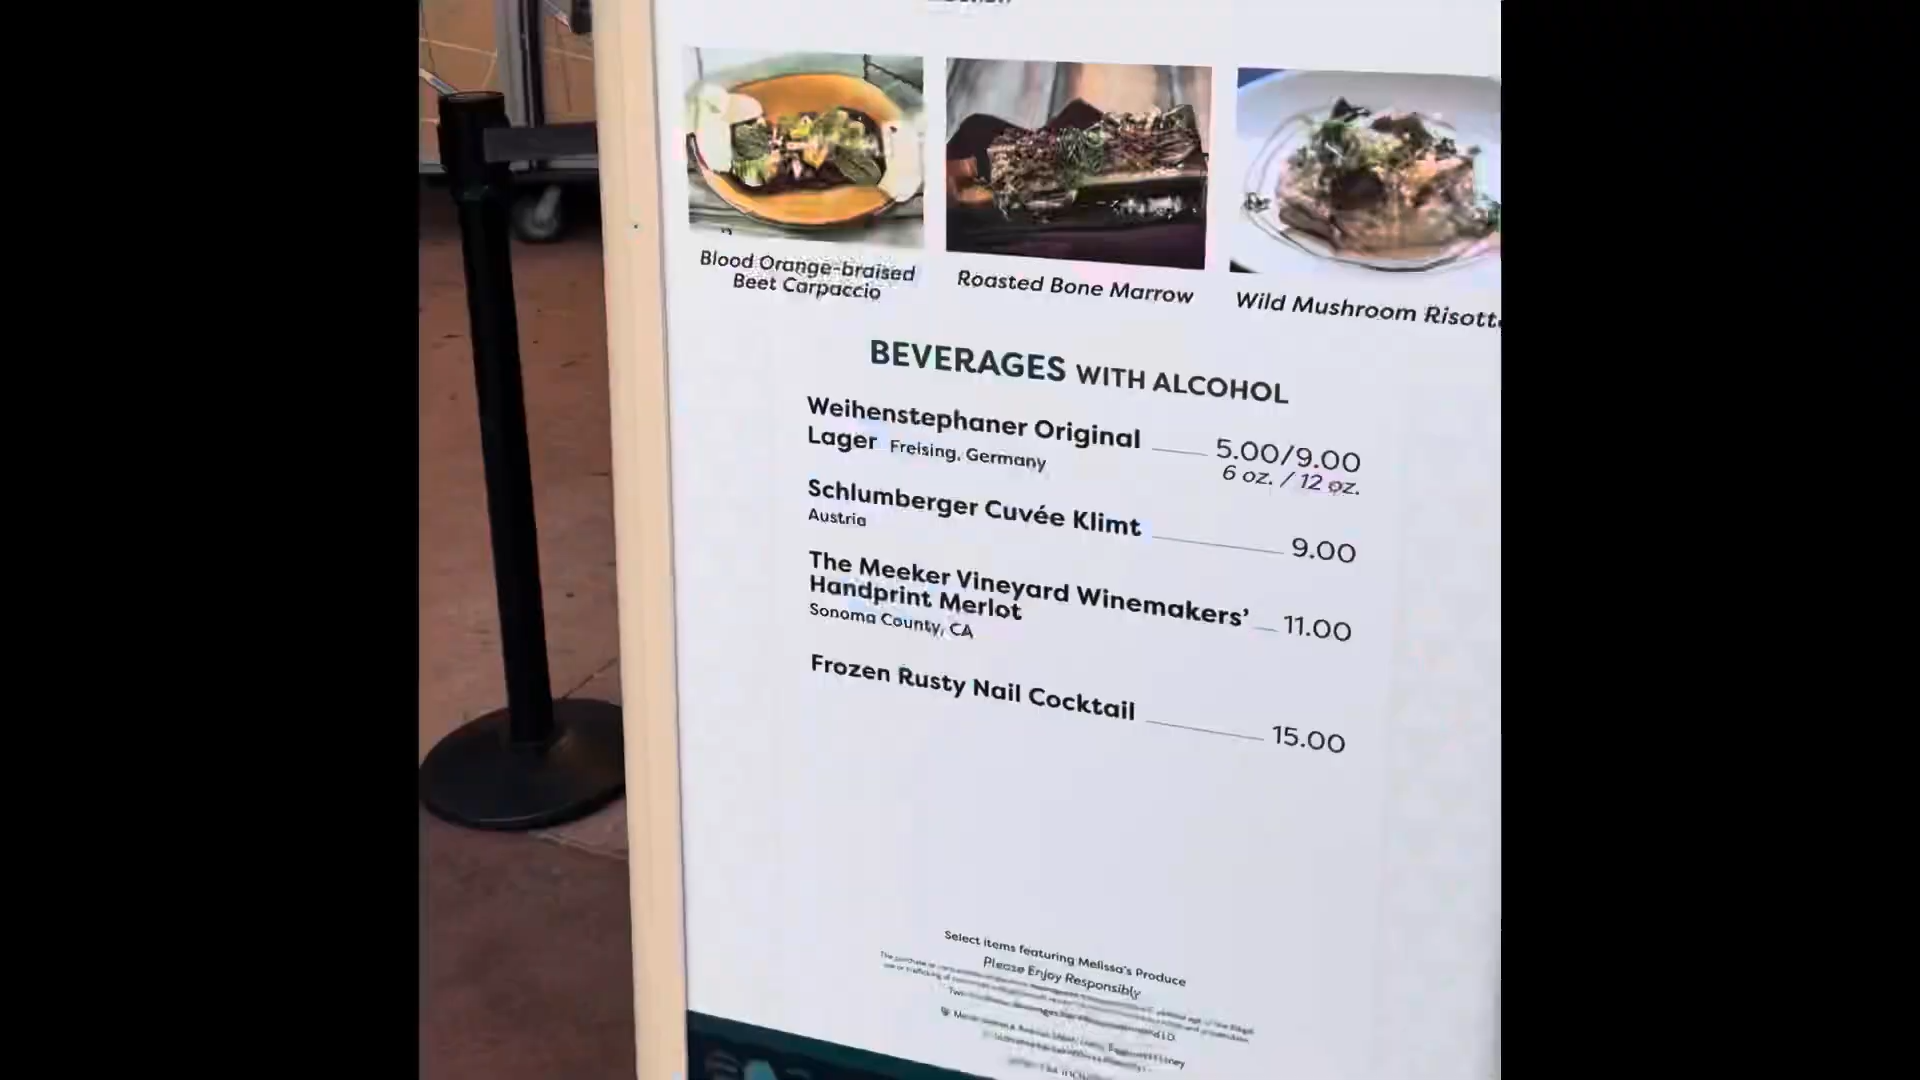 Blood Orange-braised
Beet Carpaccio
Roasted Bone Marrow
Wild Mushroom Risott
BEVERAGES WITH ALCOHOL
Weihenstephaner Original
Lager Freising, Germany
5.00/9.00
6 oz. / 12 oz.
Schlumberger Cuvée Klimt
Austria
9.00
The Meeker Vineyard Winemakers'
Handprint Merlot
Sonoma County, CA
11.00
Frozen Rusty Nail Cocktail
15.00
Select items featuring Melissa's Produce
Please Enjoy Responsibly